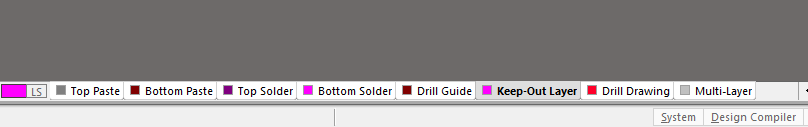 LS Top Paste Bottom Paste Top Solder Bottom Solder Drill Guide Keep-Out Layer Drill Drawing Multi-Layer
System Design Compiler